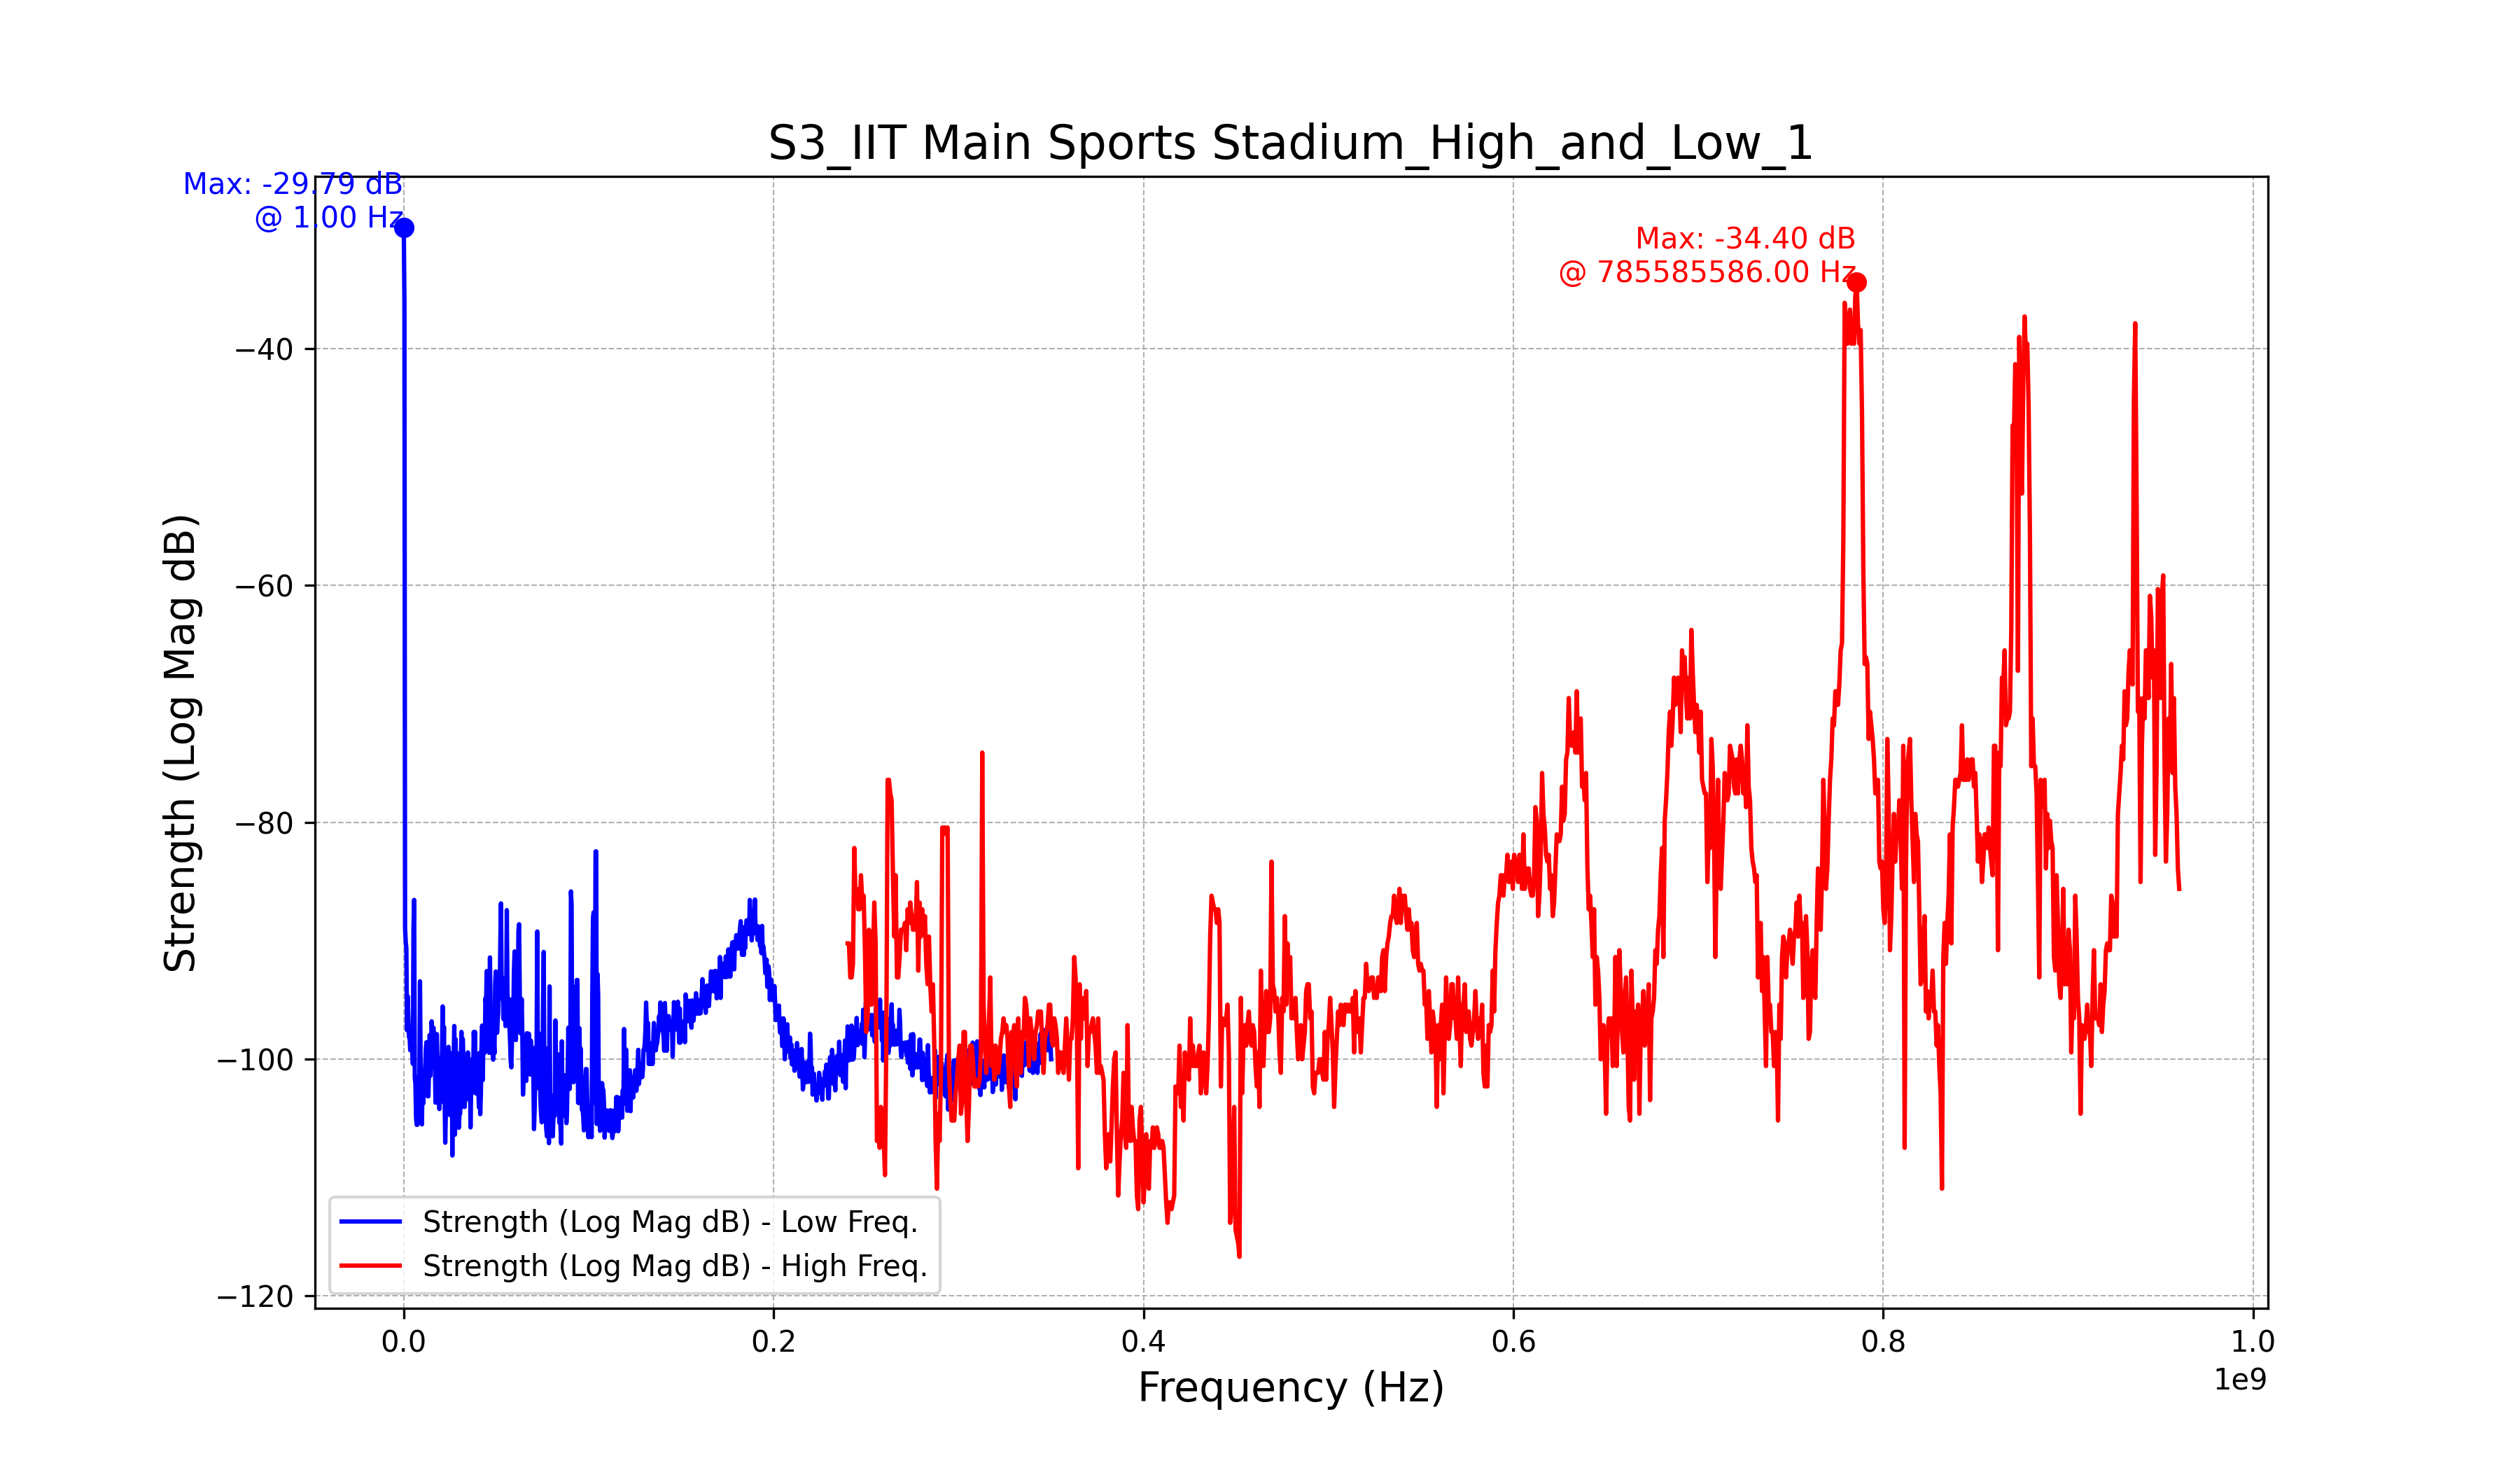 S3_IIT Main Sports Stadium_High_and_Low_1
Max: -29.79 dB
@ 1.00 Hz
Max: -34.40 dB
@ 785585586.00 Hz
Strength (Log Mag dB)
−40
−60
−80
−100
−120
Strength (Log Mag dB) - Low Freq.
Strength (Log Mag dB) - High Freq.
0.0 0.2 0.4 0.6 0.8 1.0
1e9
Frequency (Hz)